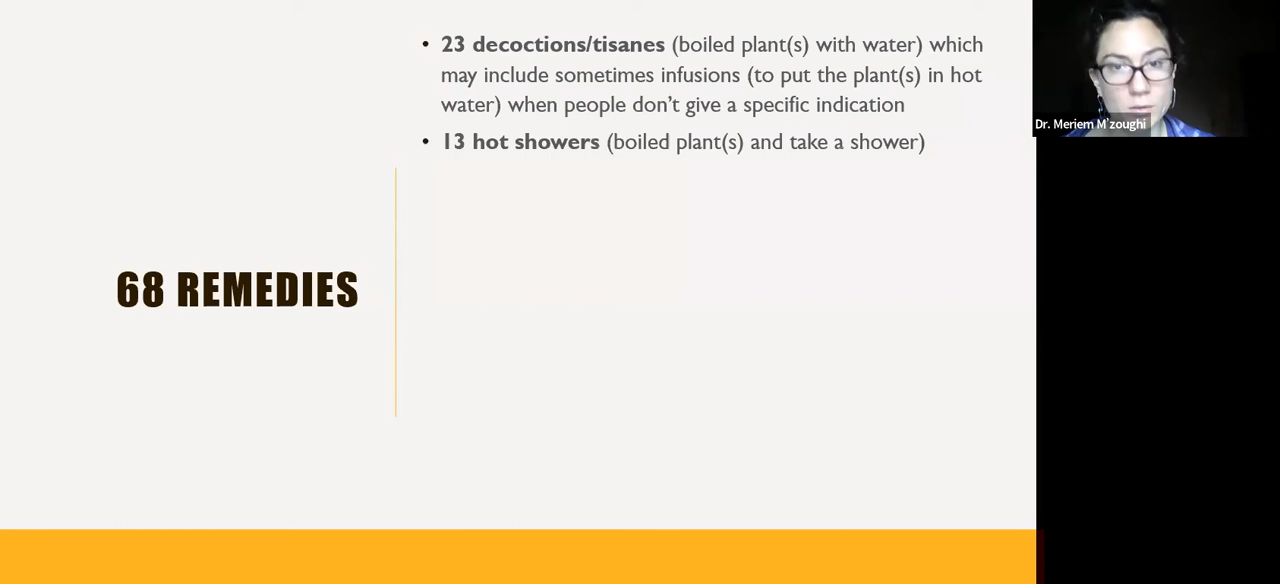 • 23 decoctions/tisanes (boiled plant(s) with water) which
may include sometimes infusions (to put the plant(s) in hot
water) when people don't give a specific indication
• 13 hot showers (boiled plant(s) and take a shower)
68 REMEDIES
Dr. Meriem M'zoughi